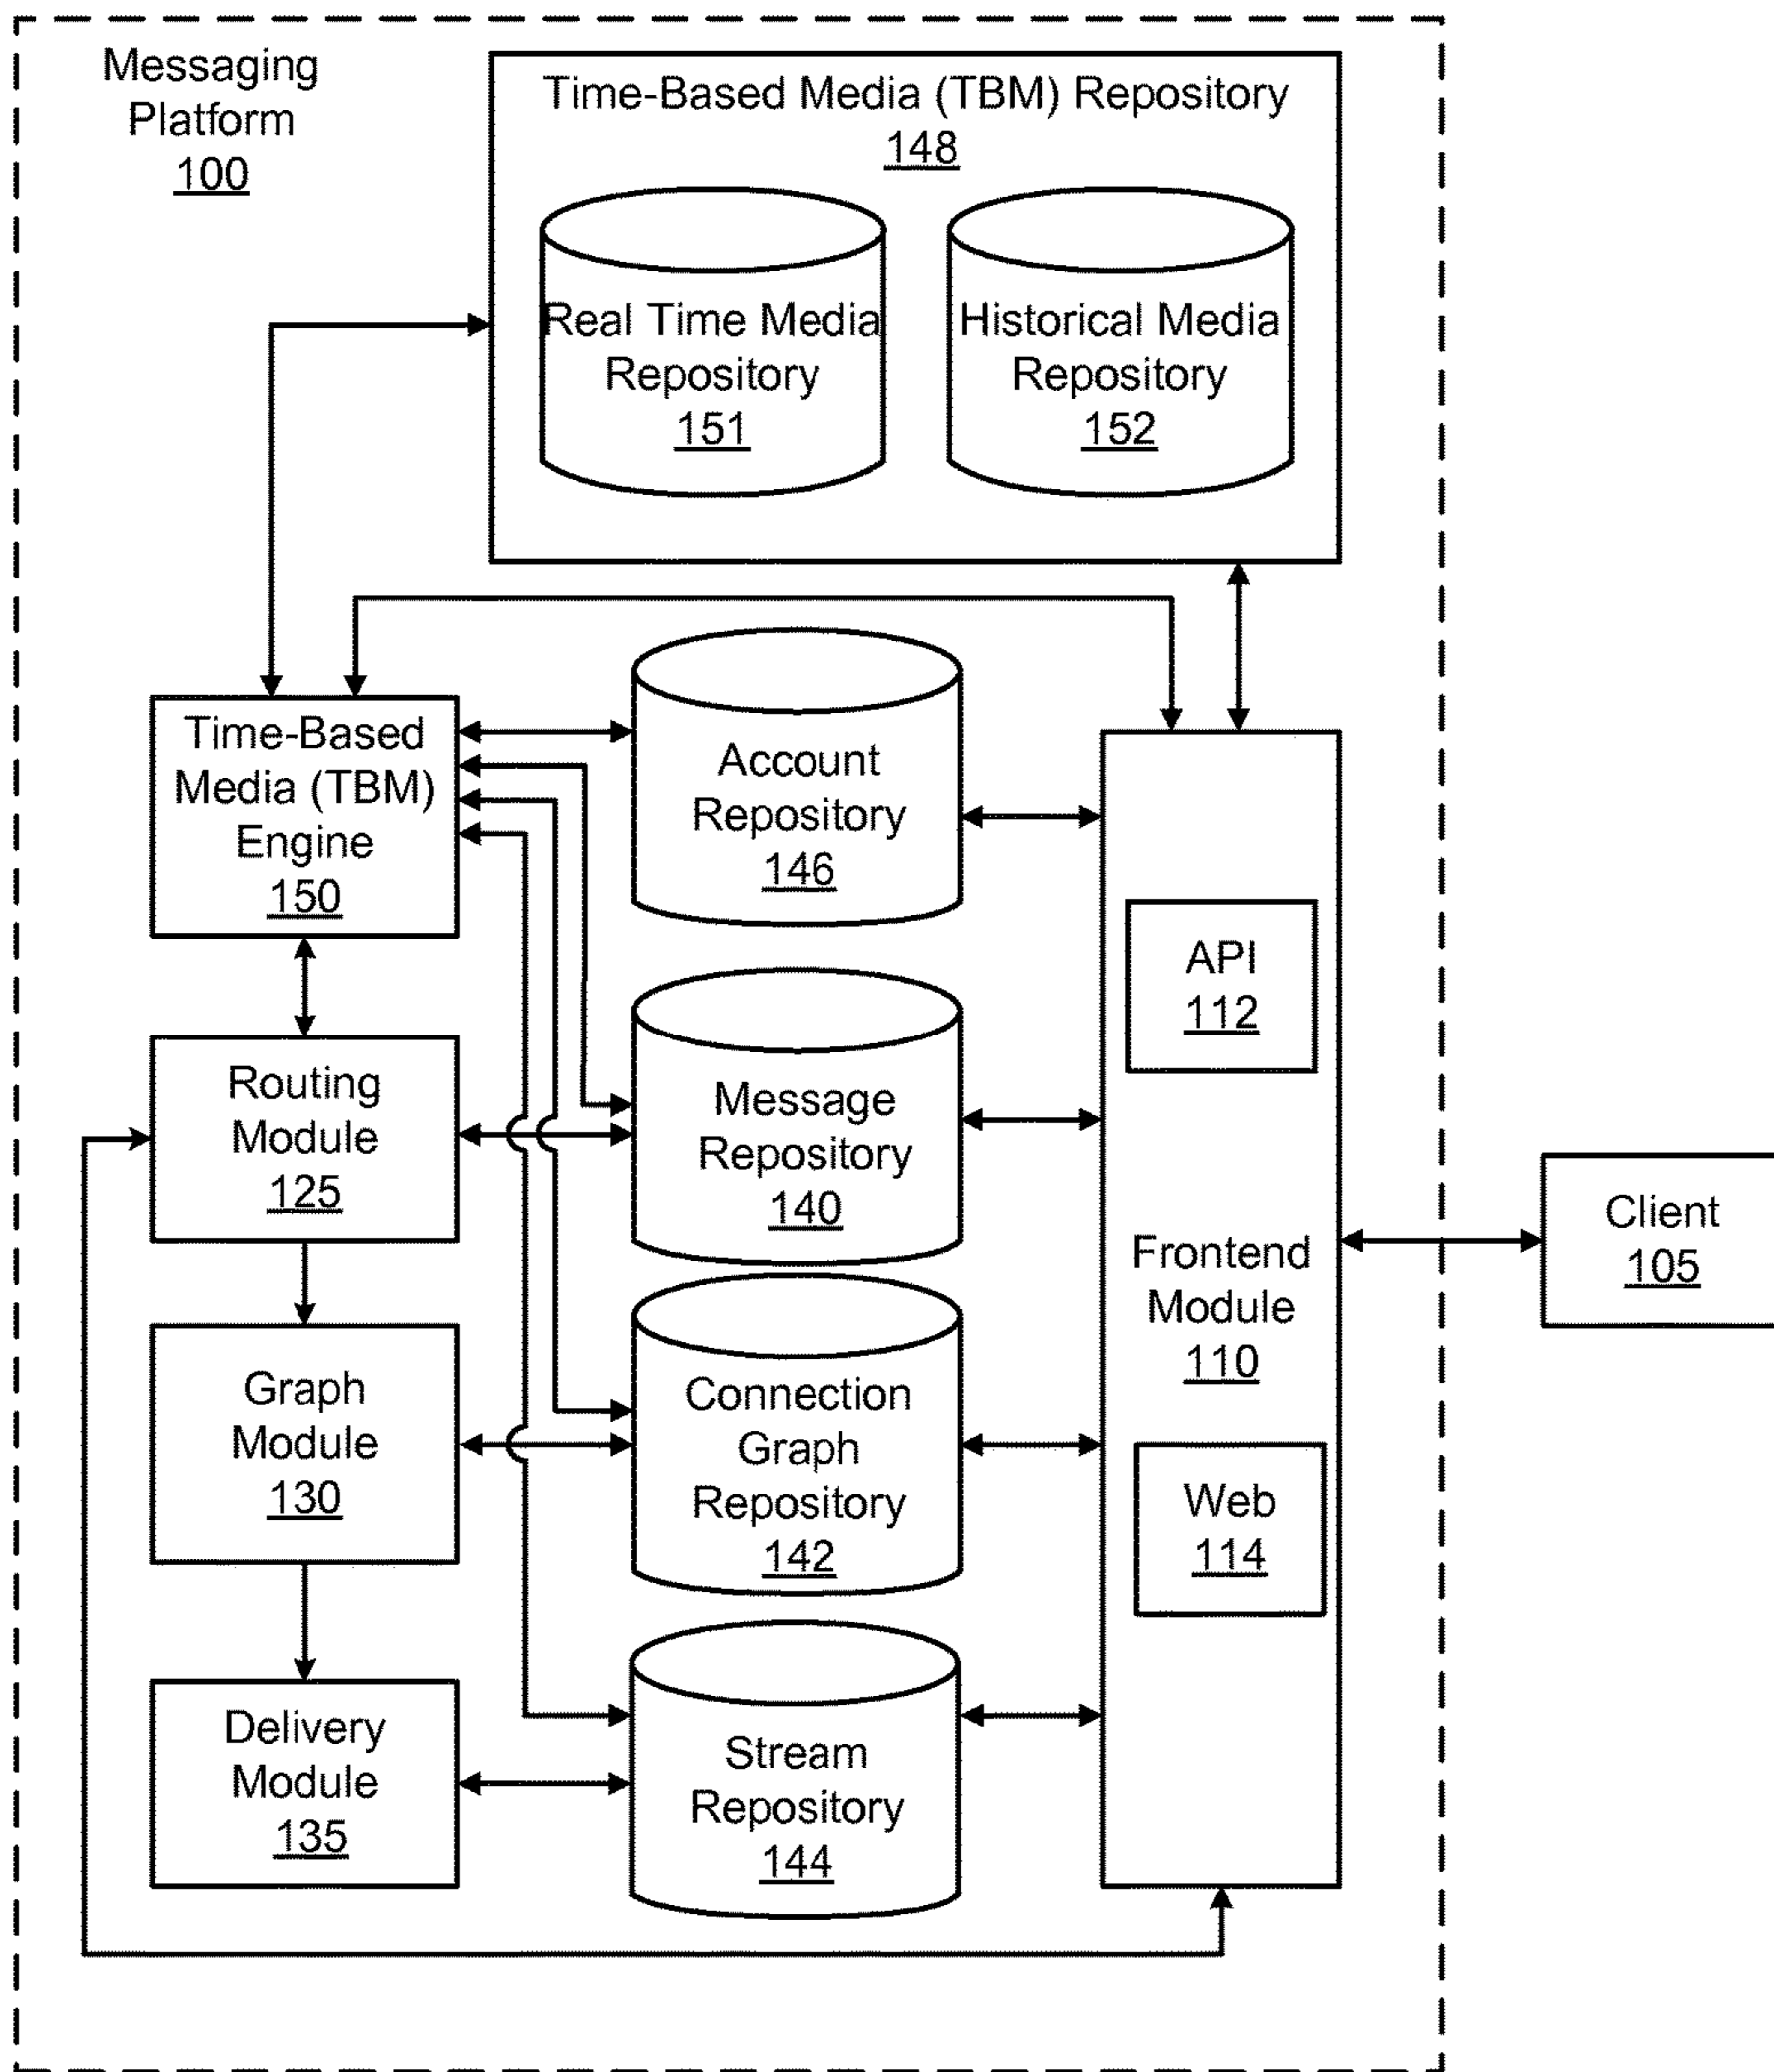 Messaging
Platform
100
Time-Based Media (TBM) Repository
148
Real Time Media
Repository
151
Historical Media
Repository
152
Time-Based
Media (TBM)
Engine
150
Account
Repository
146
API
112
Routing
Module
125
Message
Repository
140
Frontend
Module
110
Client
105
Graph
Module
130
Connection
Graph
Repository
142
Web
114
Delivery
Module
135
Stream
Repository
144